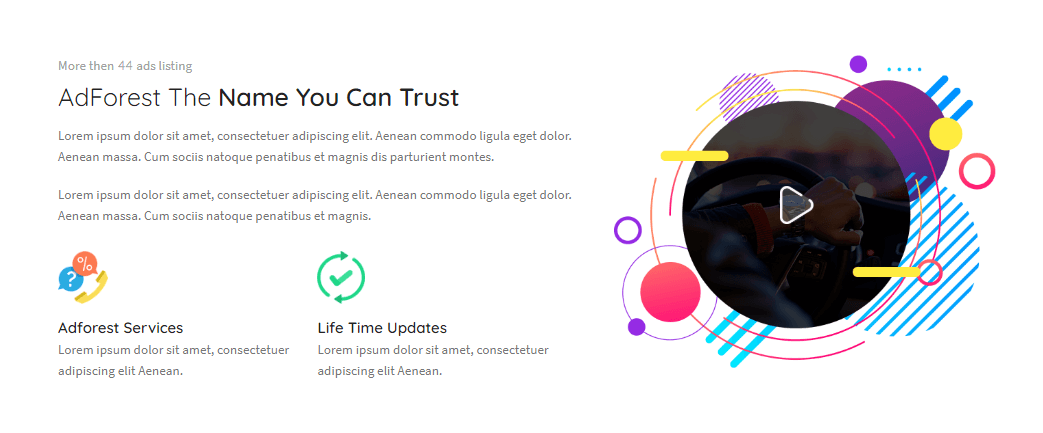 More then 44 ads listing
AdForest The Name You Can Trust
Lorem ipsum dolor sit amet, consectetuer adipiscing elit. Aenean commodo ligula eget dolor.
Aenean massa. Cum sociis natoque penatibus et magnis dis parturient montes.
Lorem ipsum dolor sit amet, consectetuer adipiscing elit. Aenean commodo ligula eget dolor.
Aenean massa. Cum sociis natoque penatibus et magnis.
%
?
Adforest Services
Lorem ipsum dolor sit amet, consectetuer
adipiscing elit Aenean.
Life Time Updates
Lorem ipsum dolor sit amet, consectetuer
adipiscing elit Aenean.